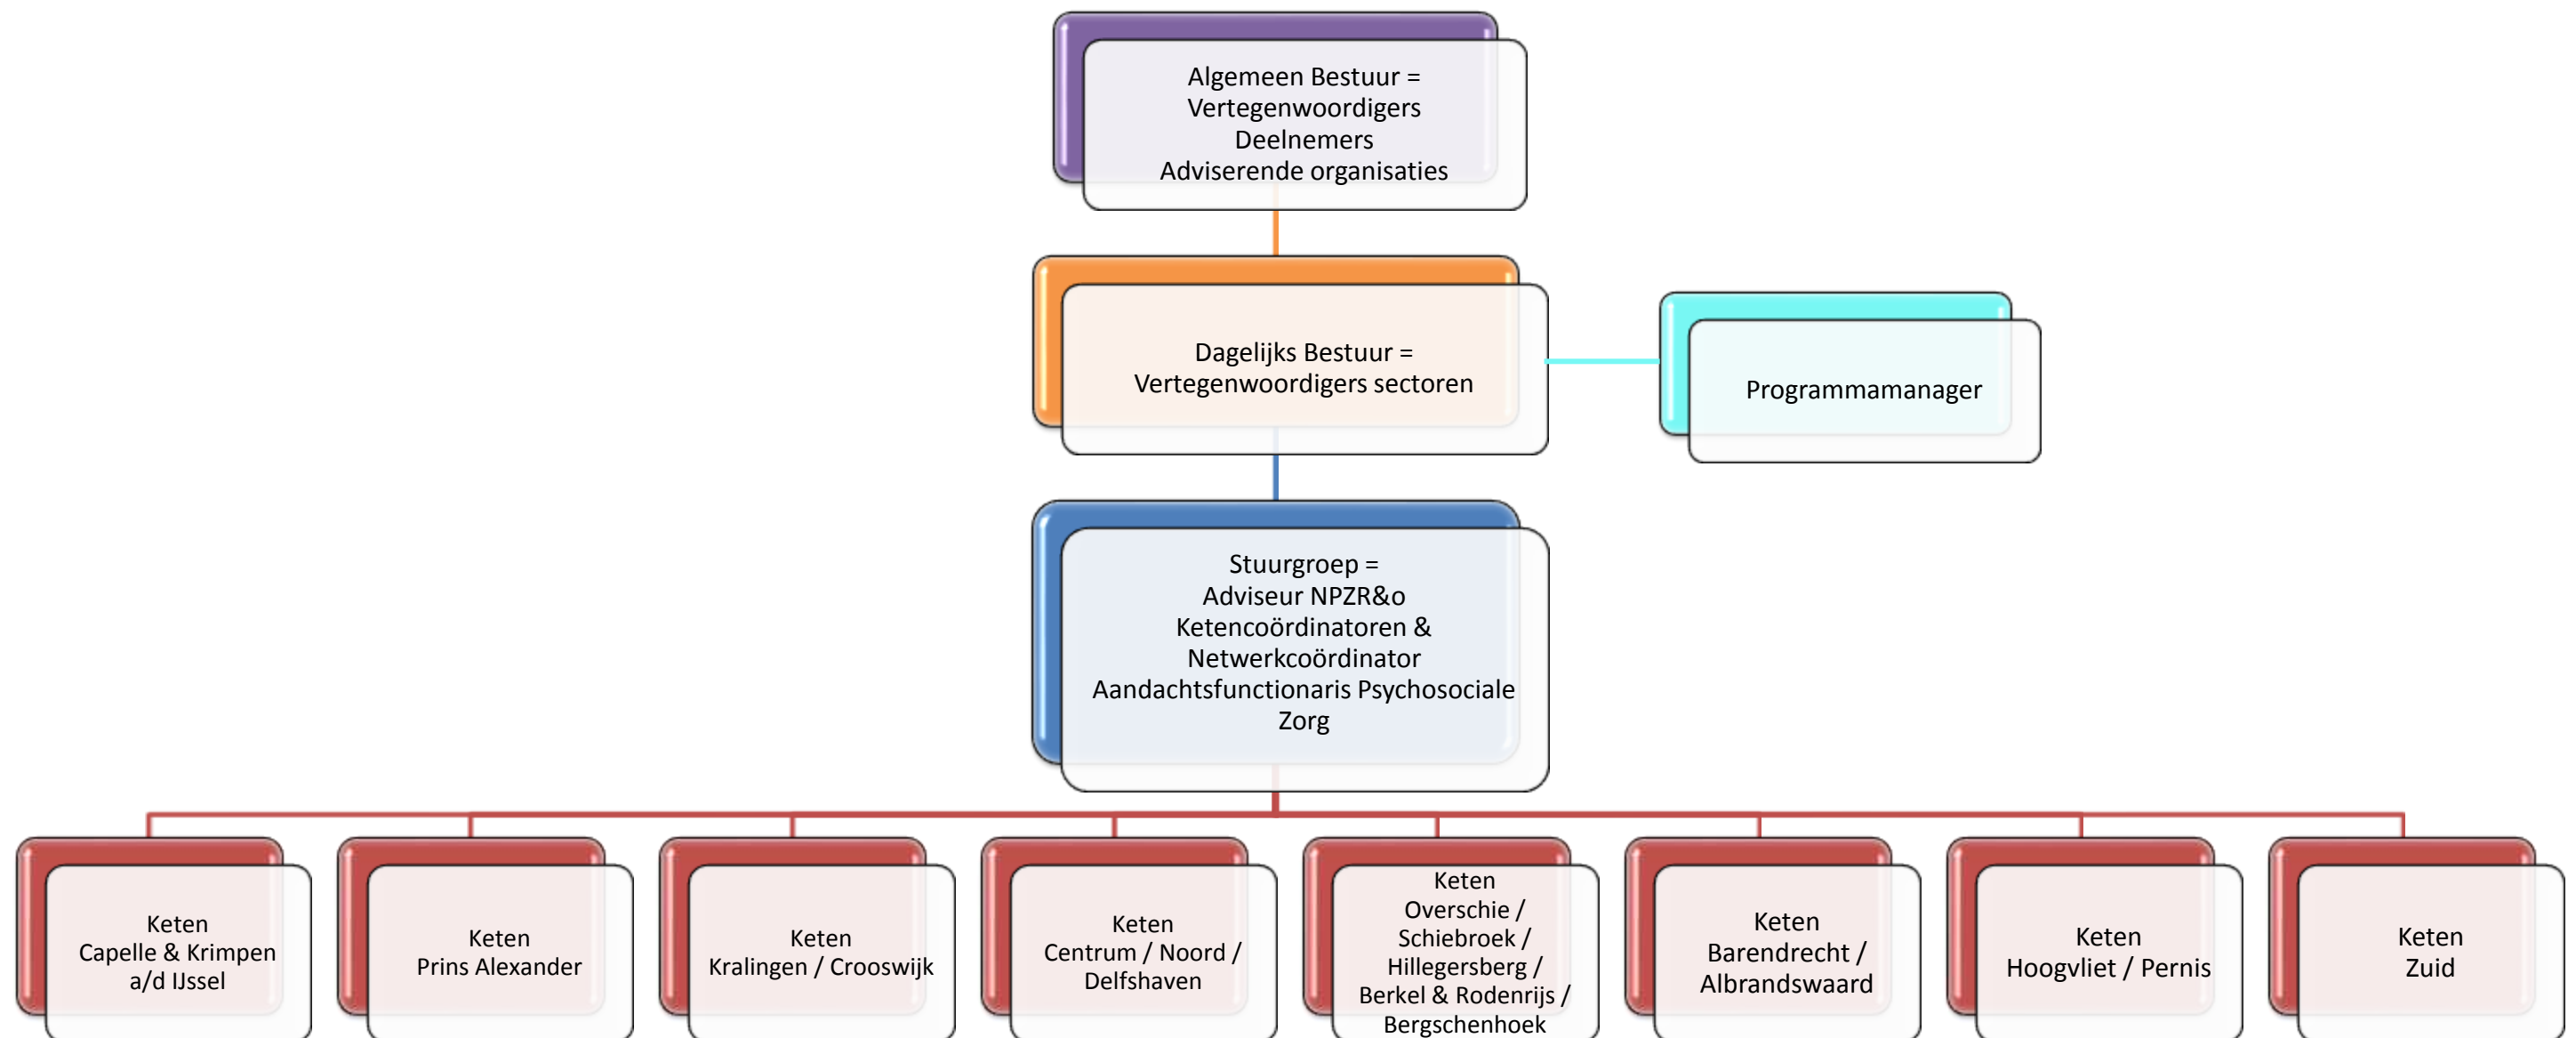 Algemeen Bestuur =
Vertegenwoordigers
Deelnemers
Adviserende organisaties
Dagelijks Bestuur =
Vertegenwoordigers sectoren
Programmamanager
Stuurgroep =
Adviseur NPZR&o
Ketencoördinatoren &
Netwerkcoördinator
Aandachtsfunctionaris Psychosociale
Zorg
Keten
Capelle & Krimpen
a/d IJssel
Keten
Prins Alexander
Keten
Kralingen / Crooswijk
Keten
Centrum / Noord /
Delfshaven
Keten
Overschie /
Schiebroek /
Hillegersberg /
Berkel & Rodenrijs /
Bergschenhoek
Keten
Barendrecht /
Albrandswaard
Keten
Hoogvliet / Pernis
Keten
Zuid